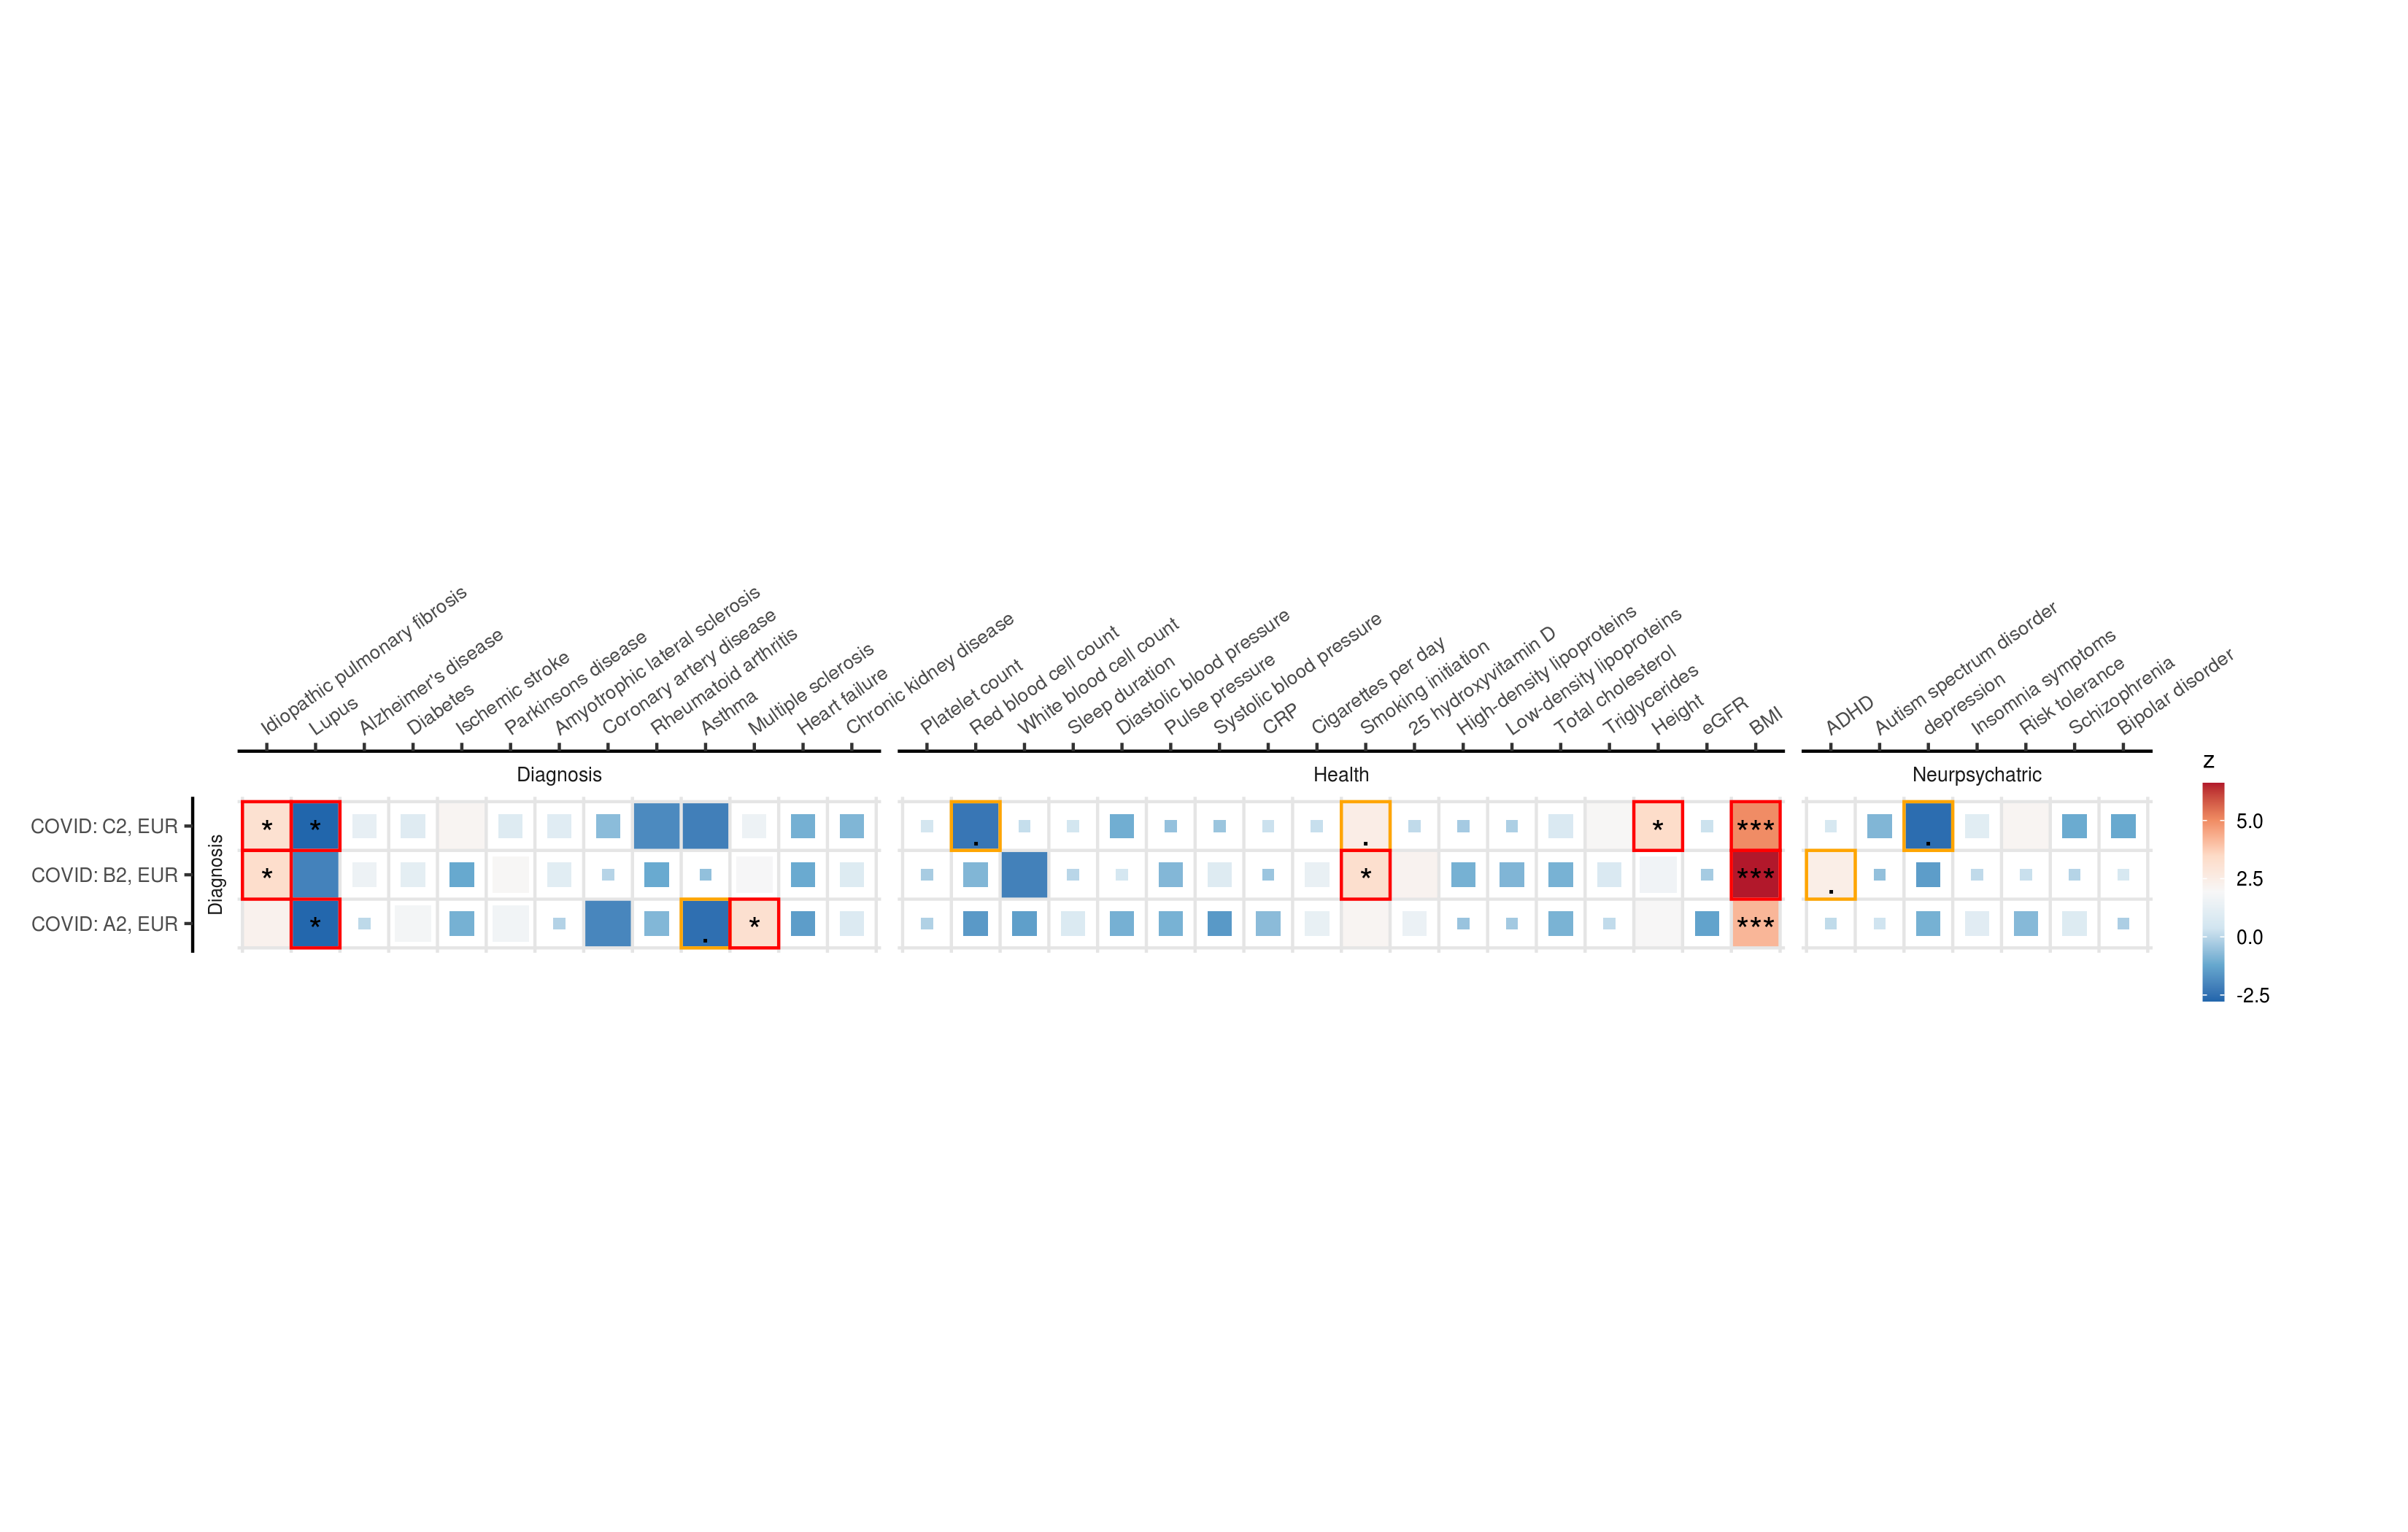 Idiopathic pulmonary fibrosis
Lupus
Alzheimer's disease
Diabetes
Ischemic stroke
Parkinsons disease
Amyotrophic lateral sclerosis
Coronary artery disease
Rheumatoid arthritis
Asthma
Multiple sclerosis
Heart failure
Chronic kidney disease
Platelet count
Red blood cell count
White blood cell count
Sleep duration
Diastolic blood pressure
Pulse pressure
Systolic blood pressure
CRP
Cigarettes per day
Smoking initiation
25 hydroxyvitamin D
High-density lipoproteins
Low-density lipoproteins
Total cholesterol
Triglycerides
Height
eGFR
BMI
ADHD
Autism spectrum disorder
depression
Insomnia symptoms
Risk tolerance
Schizophrenia
Bipolar disorder
Diagnosis
Health
Neurpsychatric
Diagnosis
COVID: C2, EUR
* * . . * *** .
COVID: B2, EUR
* * *** .
COVID: A2, EUR
* . * ***
z
5.0
2.5
0.0
-2.5